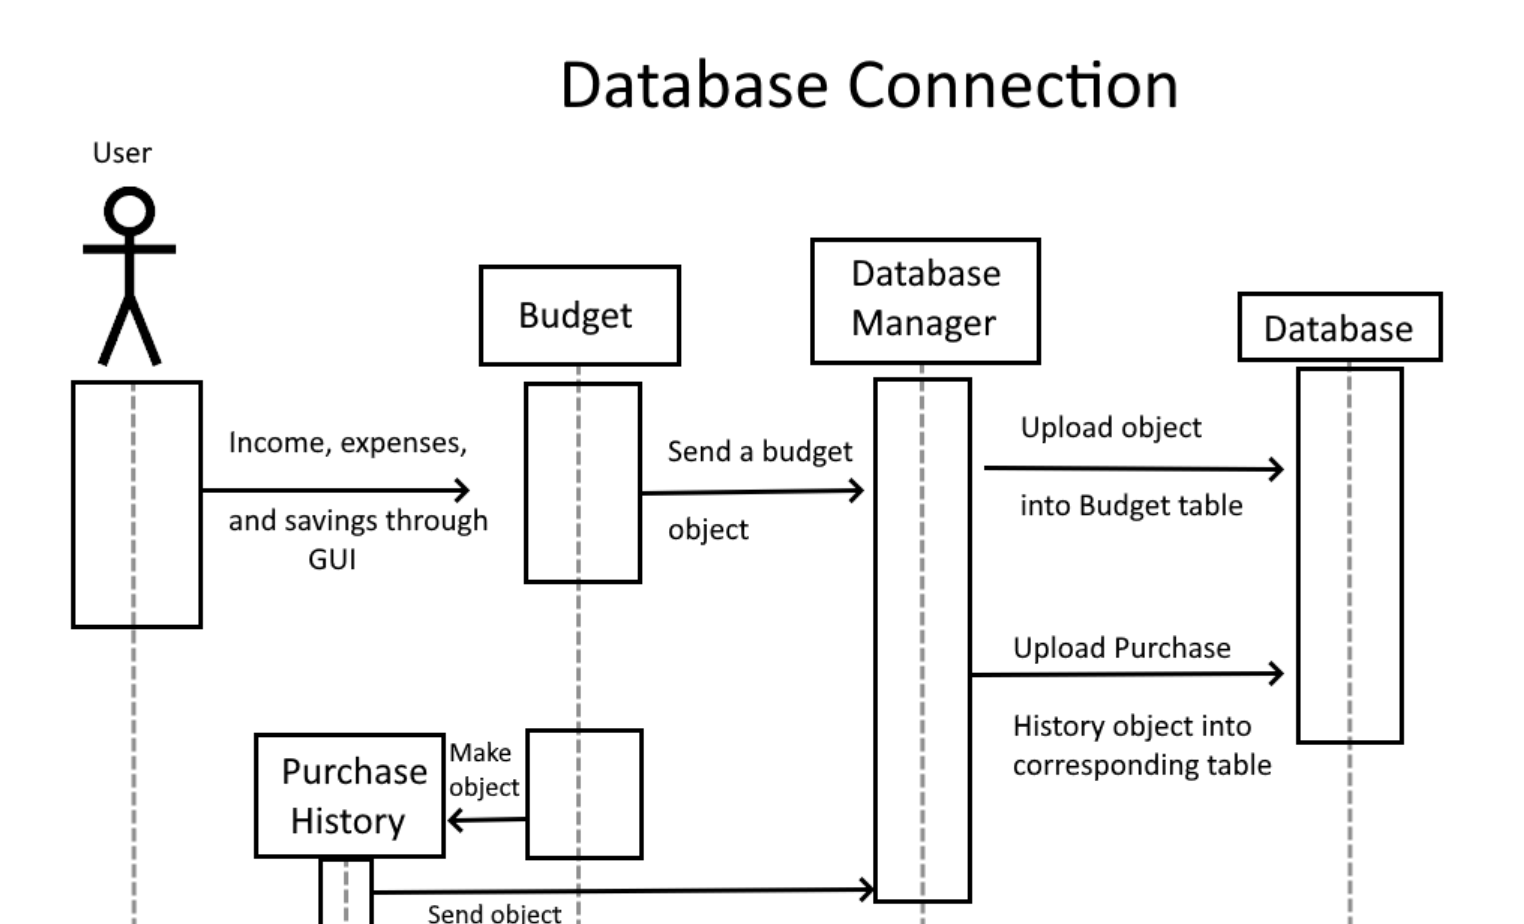 Database Connection
User
Budget
Database
Manager
Database
Income, expenses,
and savings through
GUI
Send a budget
object
Upload object
into Budget table
Upload Purchase
History object into
corresponding table
Purchase
History
Make
object
Send object